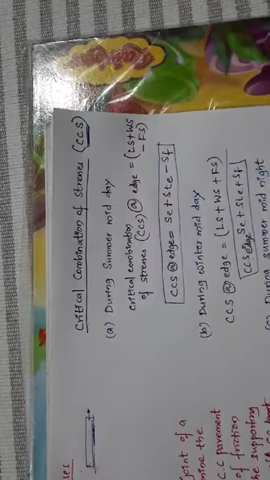 Critical Combination of Stresses (CCS)
(a) During Summer mid day
critical combination
of stresses (CCS) @ edge = (LS+WS
- FS)
CCS @ edge = Se + Ste - Sf
(b) During winter mid day
CCS @ edge = (LS + WS + FS)
CCS edge Se + Ste + Sf
During summer mid night
joint of a
mine the
C.C pavement
of friction
the supporting